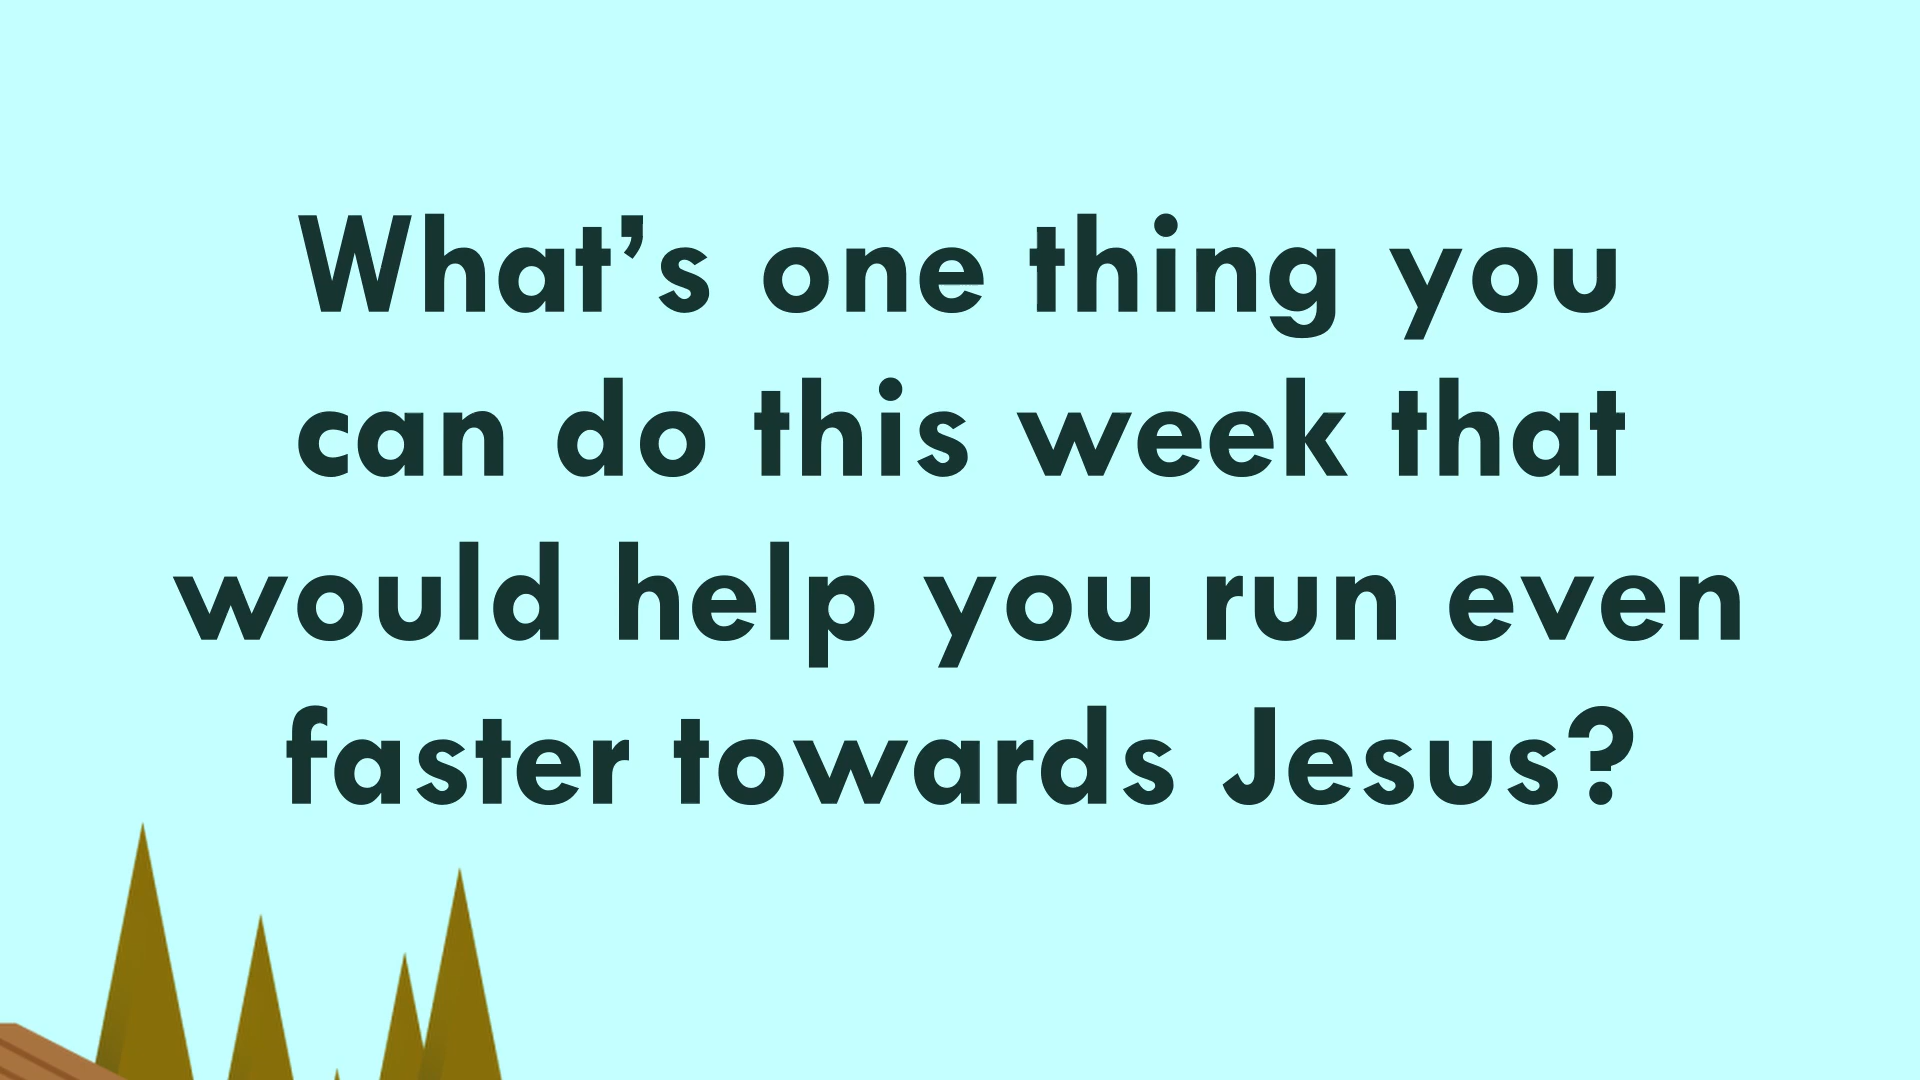 What’s one thing you
can do this week that
would help you run even
faster towards Jesus?